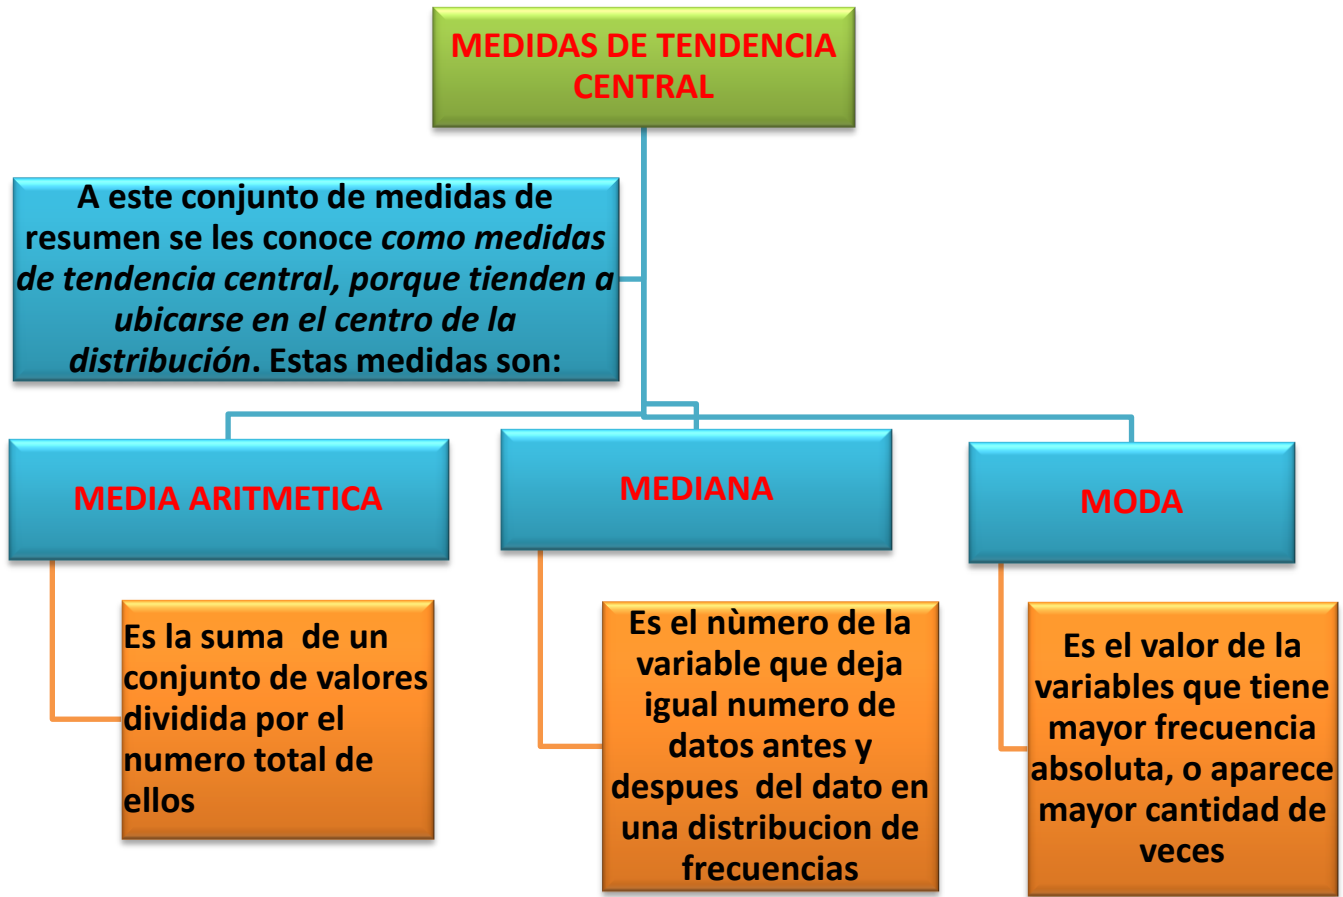 MEDIDAS DE TENDENCIA
CENTRAL
A este conjunto de medidas de
resumen se les conoce como medidas
de tendencia central, porque tienden a
ubicarse en el centro de la
distribución. Estas medidas son:
MEDIA ARITMETICA
Es la suma de un
conjunto de valores
dividida por el
numero total de
ellos
MEDIANA
Es el nùmero de la
variable que deja
igual numero de
datos antes y
despues del dato en
una distribucion de
frecuencias
MODA
Es el valor de la
variables que tiene
mayor frecuencia
absoluta, o aparece
mayor cantidad de
veces